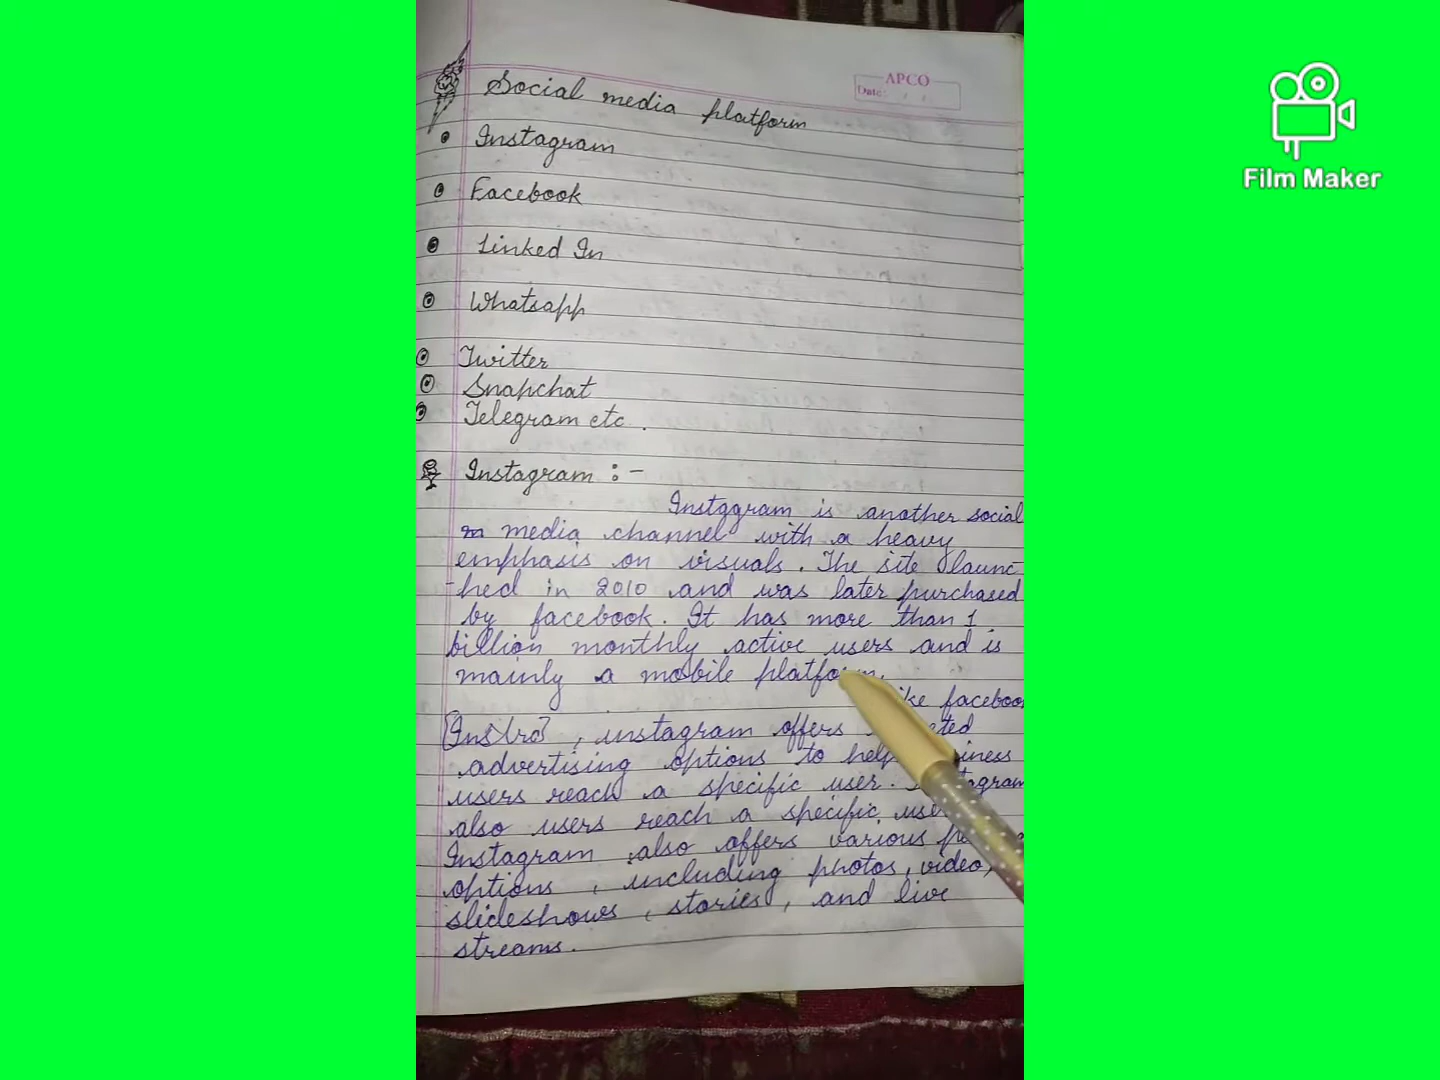 APCO
Date:
Social media platform
Instagram
Facebook
Linked In
Whatsapp
Twitter
Snapchat
Telegram etc.
Instagram :-
Instagram is another social
m media channel with a heavy
emphasis on visuals. The site launc
-hed in 2010 and was later purchased
by facebook. It has more than 1
billion monthly active users and is
mainly a mobile platform.
facebook
[Instro], instagram offers
advertising options to help
users reach a specific user.
also users reach a specific
Instagram also offers various
options, including photos, video,
slideshows, stories, and live
streams.
Film Maker